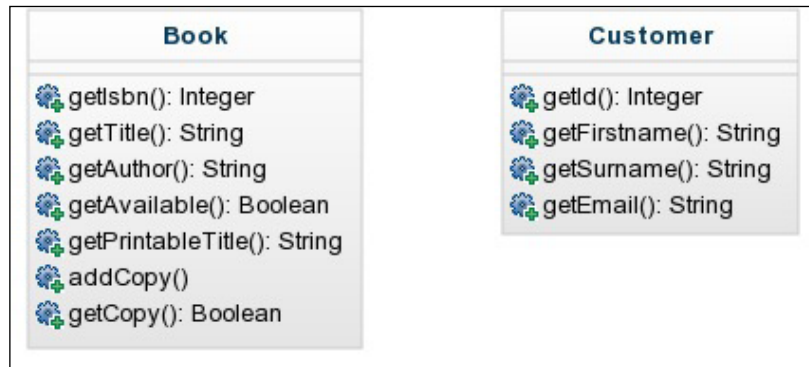 Book
getIsbn(): Integer
getTitle(): String
getAuthor(): String
getAvailable(): Boolean
getPrintableTitle(): String
addCopy()
getCopy(): Boolean
Customer
getId(): Integer
getFirstname(): String
getSurname(): String
getEmail(): String